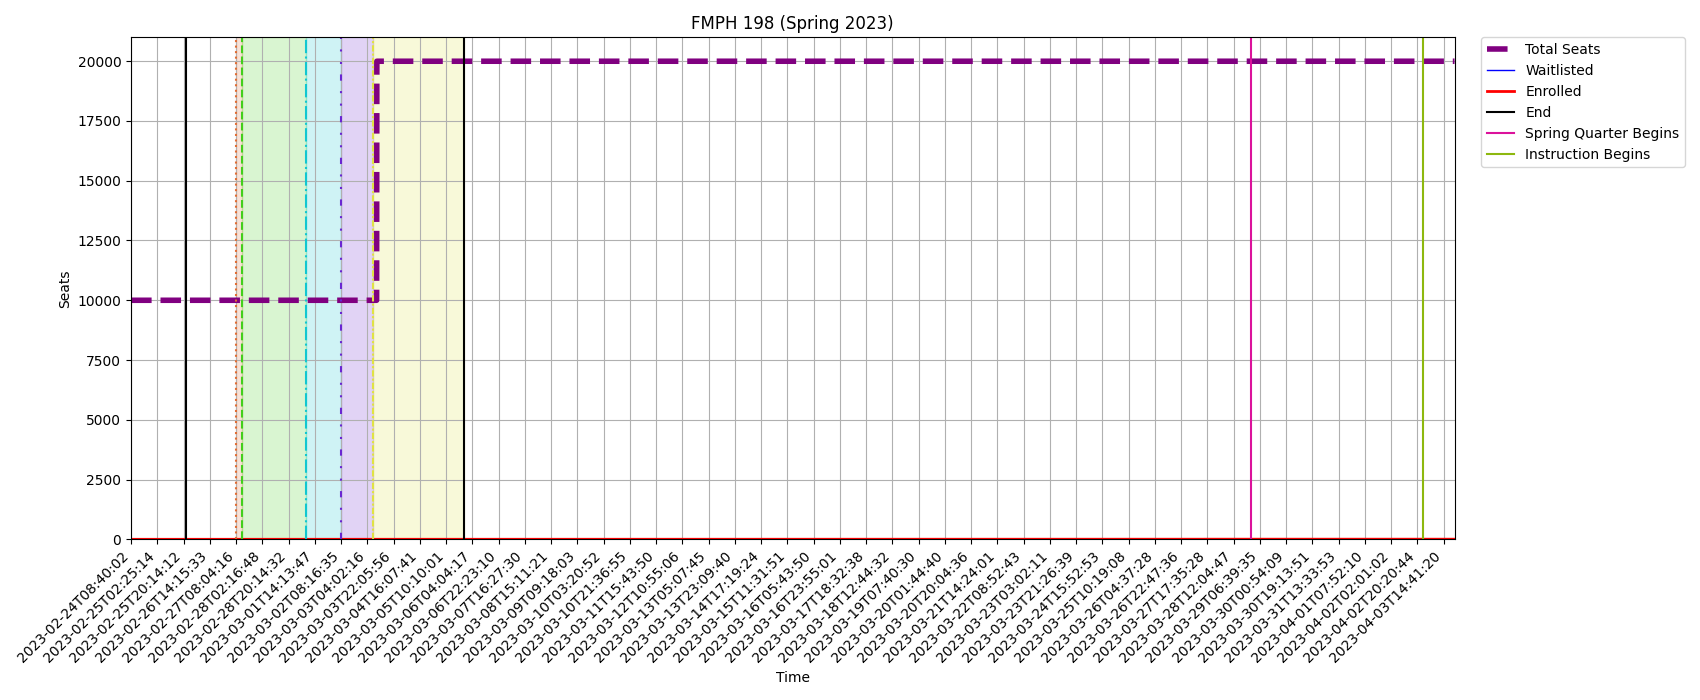 FMPH 198 (Spring 2023)
20000
17500
15000
12500
10000
7500
5000
2500
0
Seats
Total Seats
Waitlisted
Enrolled
End
Spring Quarter Begins
Instruction Begins
2023-02-24T08:40:02
2023-02-25T02:25:14
2023-02-25T20:14:12
2023-02-26T14:15:33
2023-02-27T08:04:16
2023-02-28T02:16:48
2023-02-28T20:14:32
2023-03-01T14:13:47
2023-03-02T08:16:35
2023-03-03T04:02:16
2023-03-03T22:05:56
2023-03-04T16:07:41
2023-03-05T10:10:01
2023-03-06T04:04:17
2023-03-06T22:23:10
2023-03-07T16:27:30
2023-03-08T15:11:21
2023-03-09T09:18:03
2023-03-10T03:20:52
2023-03-10T21:36:55
2023-03-11T15:43:50
2023-03-12T10:55:06
2023-03-13T05:07:45
2023-03-13T23:09:40
2023-03-14T17:19:24
2023-03-15T11:31:51
2023-03-16T05:43:50
2023-03-16T23:55:01
2023-03-17T18:32:38
2023-03-18T12:44:32
2023-03-19T07:40:30
2023-03-20T01:44:40
2023-03-20T20:04:36
2023-03-21T14:24:01
2023-03-22T08:52:43
2023-03-23T03:02:11
2023-03-23T21:26:39
2023-03-24T15:52:53
2023-03-25T10:19:08
2023-03-26T04:37:28
2023-03-26T22:47:36
2023-03-27T17:35:28
2023-03-28T12:04:47
2023-03-29T06:39:35
2023-03-30T00:54:09
2023-03-30T19:13:51
2023-03-31T13:33:53
2023-04-01T07:52:10
2023-04-02T02:01:02
2023-04-02T20:20:44
2023-04-03T14:41:20
Time